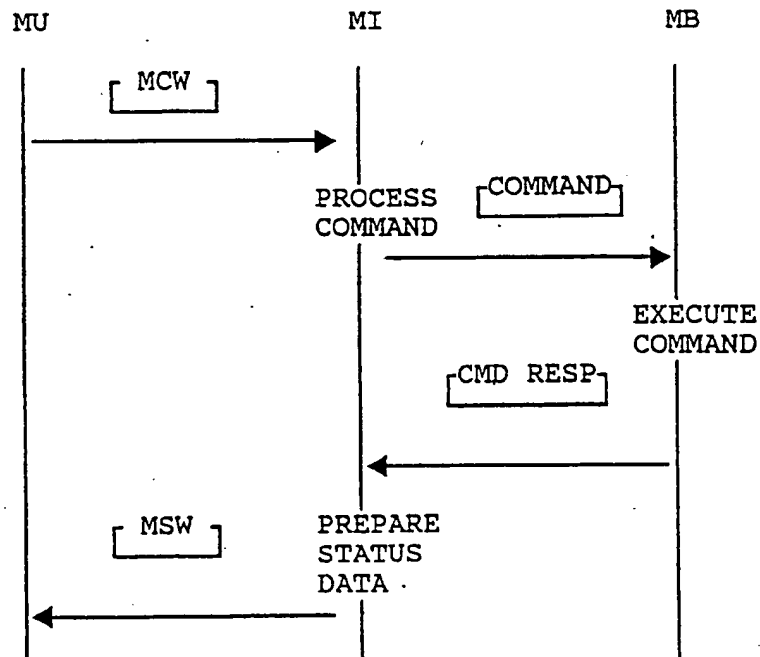 MU MI MB
MCW
PROCESS
COMMAND
COMMAND
EXECUTE
COMMAND
CMD RESP
MSW
PREPARE
STATUS
DATA